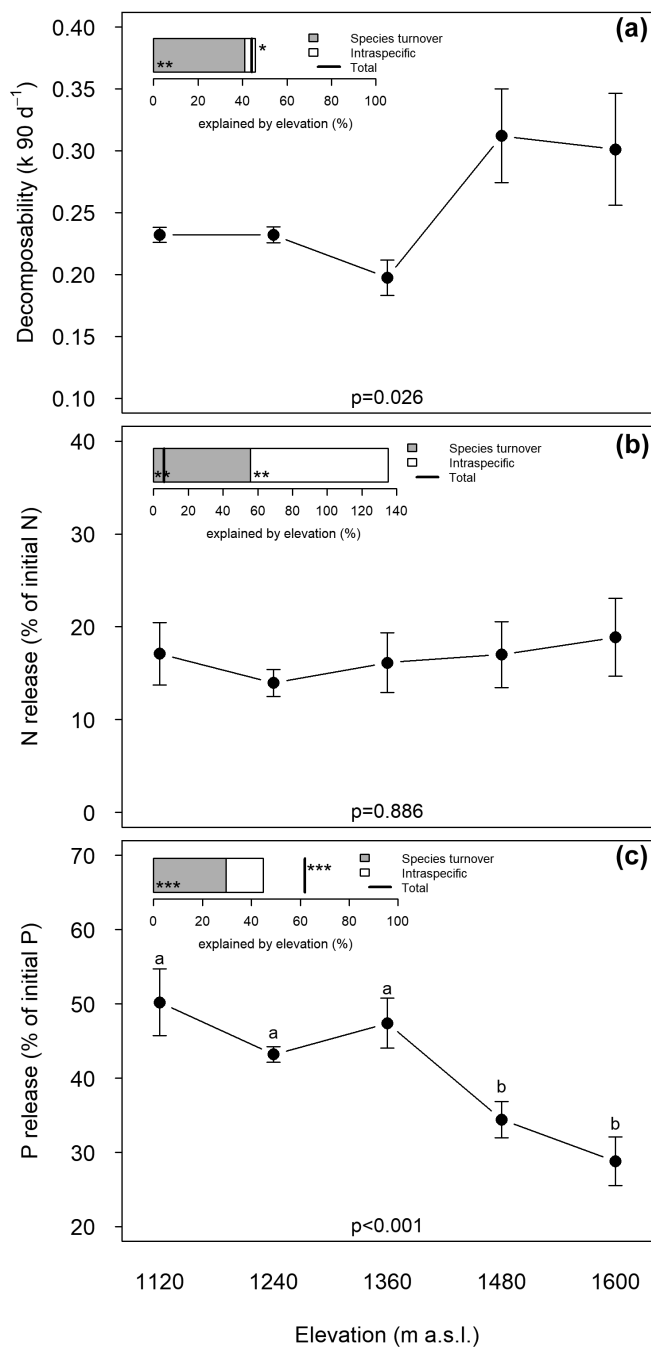 (a)
Species turnover
Intraspecific
Total
** *
0 20 40 60 80 100
explained by elevation (%)
Decomposability (k 90 d⁻¹)
0.40
0.35
0.30
0.25
0.20
0.15
0.10
p=0.026
(b)
Species turnover
Intraspecific
Total
** **
0 20 40 60 80 100 120 140
explained by elevation (%)
N release (% of initial N)
40
30
20
10
0
p=0.886
(c)
Species turnover
Intraspecific
Total
*** ***
0 20 40 60 80 100
explained by elevation (%)
P release (% of initial P)
70
60
50
40
30
20
a
a
a
b
b
p<0.001
1120 1240 1360 1480 1600
Elevation (m a.s.l.)